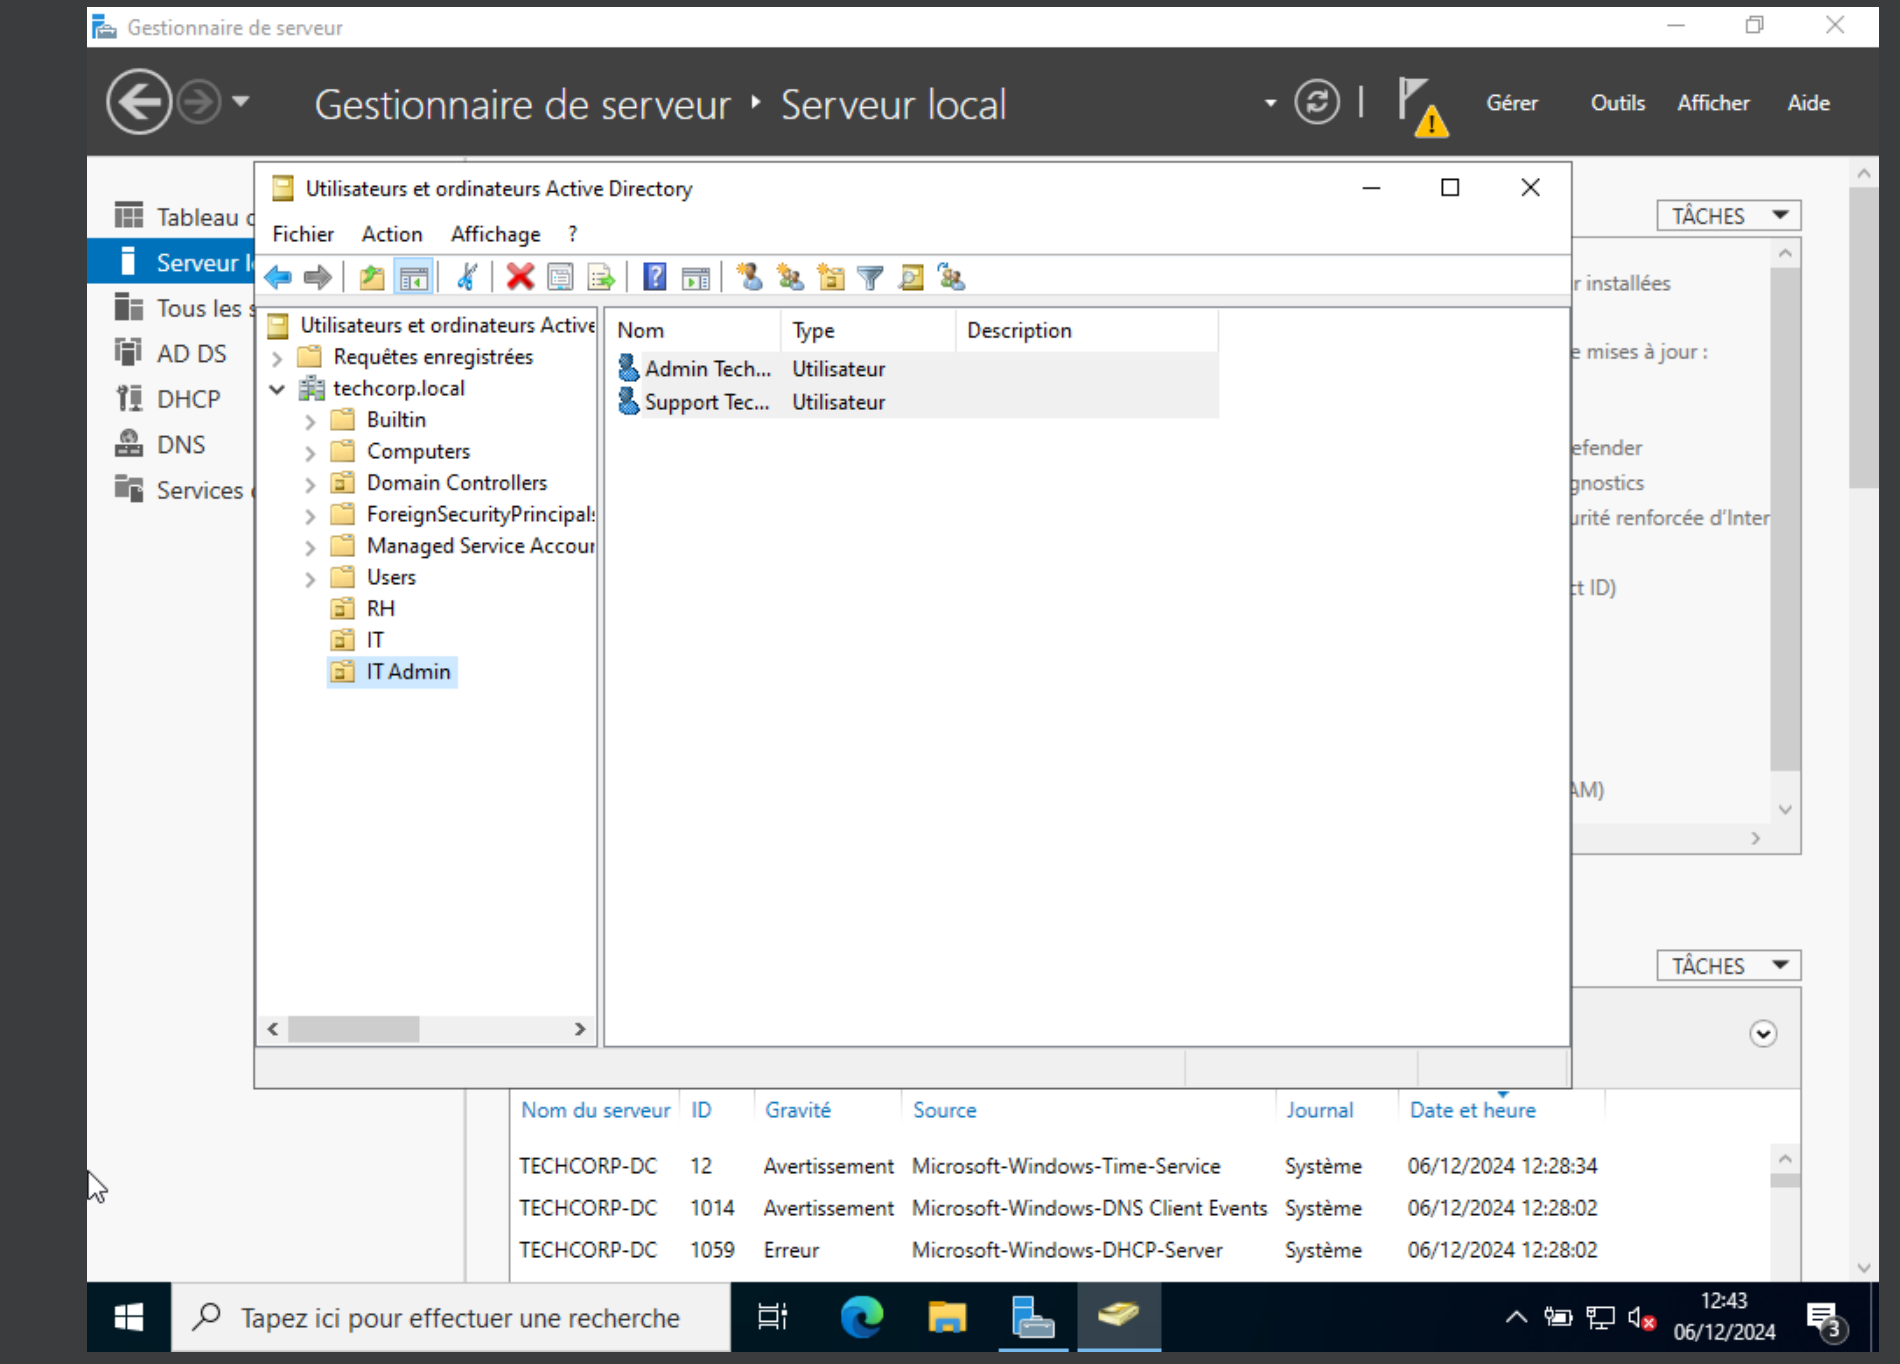 Gestionnaire de serveur
Gestionnaire de serveur ‣ Serveur local
Gérer Outils Afficher Aide
Tableau
Serveur
Tous les
AD DS
DHCP
DNS
Services
Utilisateurs et ordinateurs Active Directory
Fichier Action Affichage ?
Utilisateurs et ordinateurs Active
Requêtes enregistrées
techcorp.local
Builtin
Computers
Domain Controllers
ForeignSecurityPrincipals
Managed Service Accour
Users
RH
IT
IT Admin
Nom Type Description
Admin Tech... Utilisateur
Support Tec... Utilisateur
TÂCHES
r installées
e mises à jour :
efender
gnostics
urité renforcée d'Inter
ct ID)
AM)
TÂCHES
Nom du serveur ID Gravité Source Journal Date et heure
TECHCORP-DC 12 Avertissement Microsoft-Windows-Time-Service Système 06/12/2024 12:28:34
TECHCORP-DC 1014 Avertissement Microsoft-Windows-DNS Client Events Système 06/12/2024 12:28:02
TECHCORP-DC 1059 Erreur Microsoft-Windows-DHCP-Server Système 06/12/2024 12:28:02
Tapez ici pour effectuer une recherche
12:43
06/12/2024
3